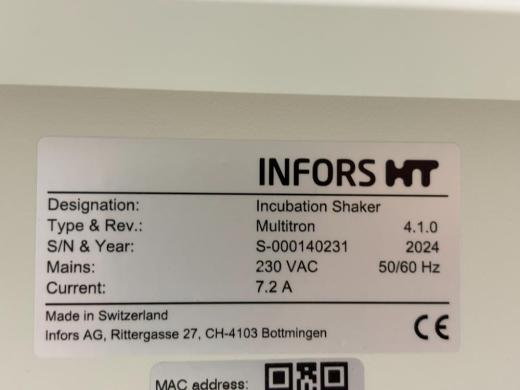 INFORS HT
Designation: Incubation Shaker
Type & Rev.: Multitron 4.1.0
S/N & Year: S-000140231 2024
Mains: 230 VAC 50/60 Hz
Current: 7.2 A
Made in Switzerland
Infors AG, Rittergasse 27, CH-4103 Bottmingen CE
MAC address: